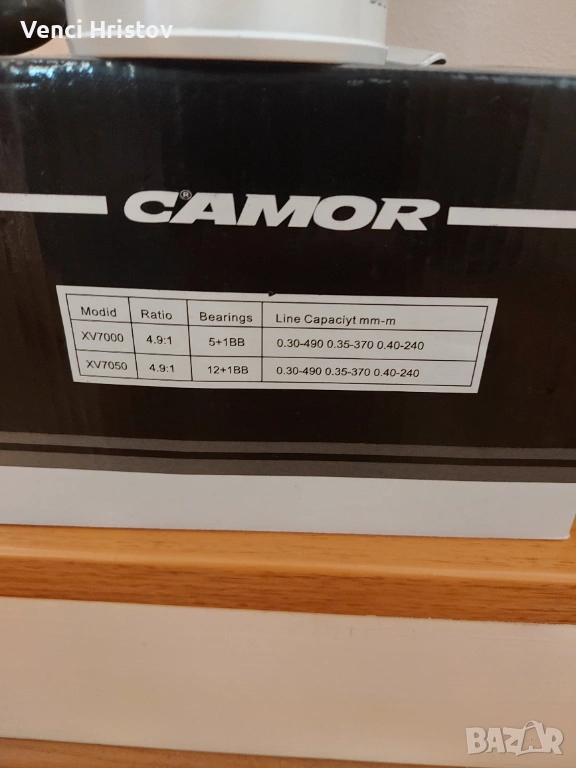 Venci Hristov
C®AMOR
Modid Ratio Bearings Line Capaciyt mm-m
XV7000 4.9:1 5+1BB 0.30-490 0.35-370 0.40-240
XV7050 4.9:1 12+1BB 0.30-490 0.35-370 0.40-240
BAZAR